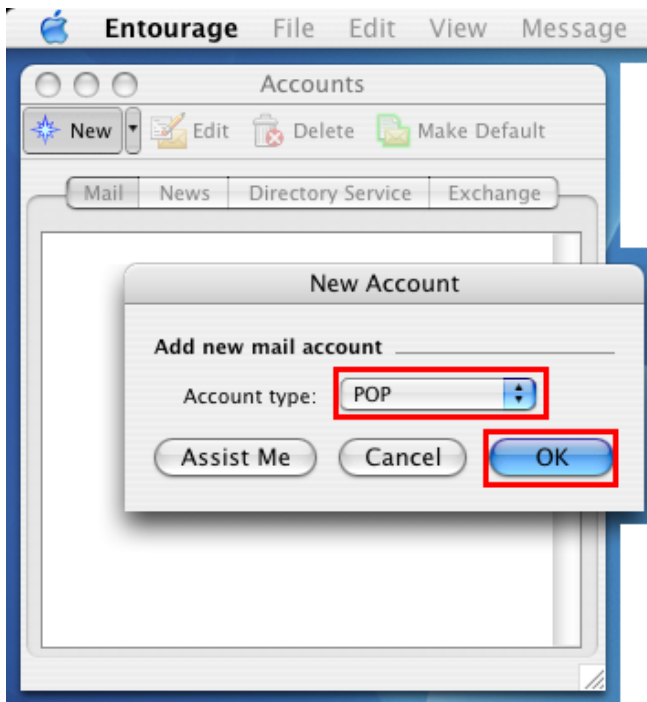 Entourage File Edit View Message
Accounts
New Edit Delete Make Default
Mail News Directory Service Exchange
New Account
Add new mail account
Account type: POP
Assist Me Cancel OK